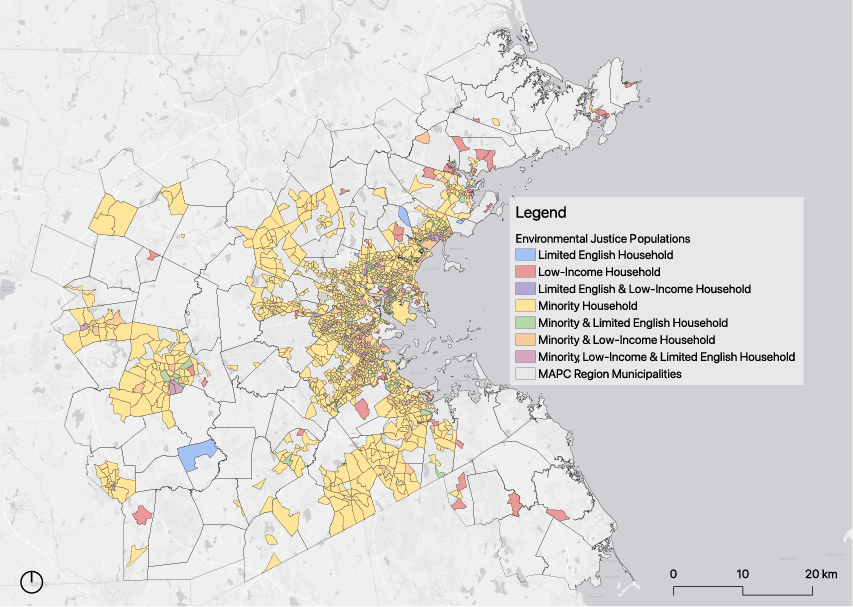 Legend
Environmental Justice Populations
Limited English Household
Low-Income Household
Limited English & Low-Income Household
Minority Household
Minority & Limited English Household
Minority & Low-Income Household
Minority, Low-Income & Limited English Household
MAPC Region Municipalities
0 10 20 km